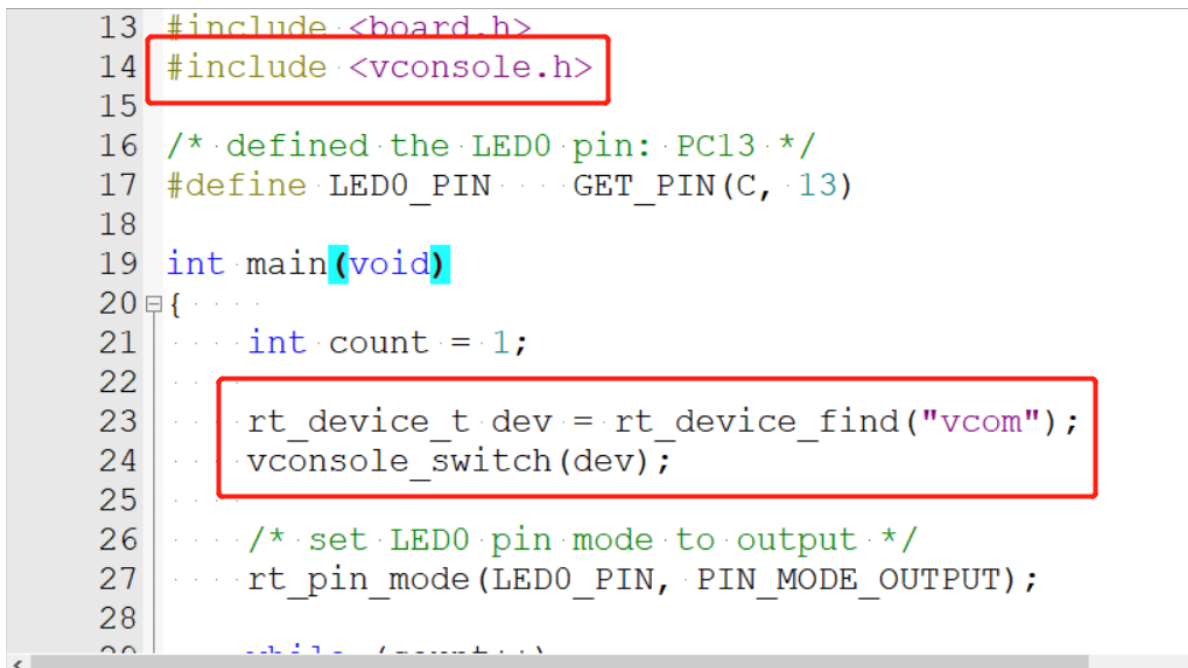 13 #include <board.h>
14 #include <vconsole.h>
15
16 /* defined the LED0 pin: PC13 */
17 #define LED0_PIN    GET_PIN(C, 13)
18
19 int main(void)
20 {
21     int count = 1;
22
23     rt_device_t dev = rt_device_find("vcom");
24     vconsole_switch(dev);
25
26     /* set LED0 pin mode to output */
27     rt_pin_mode(LED0_PIN, PIN_MODE_OUTPUT);
28